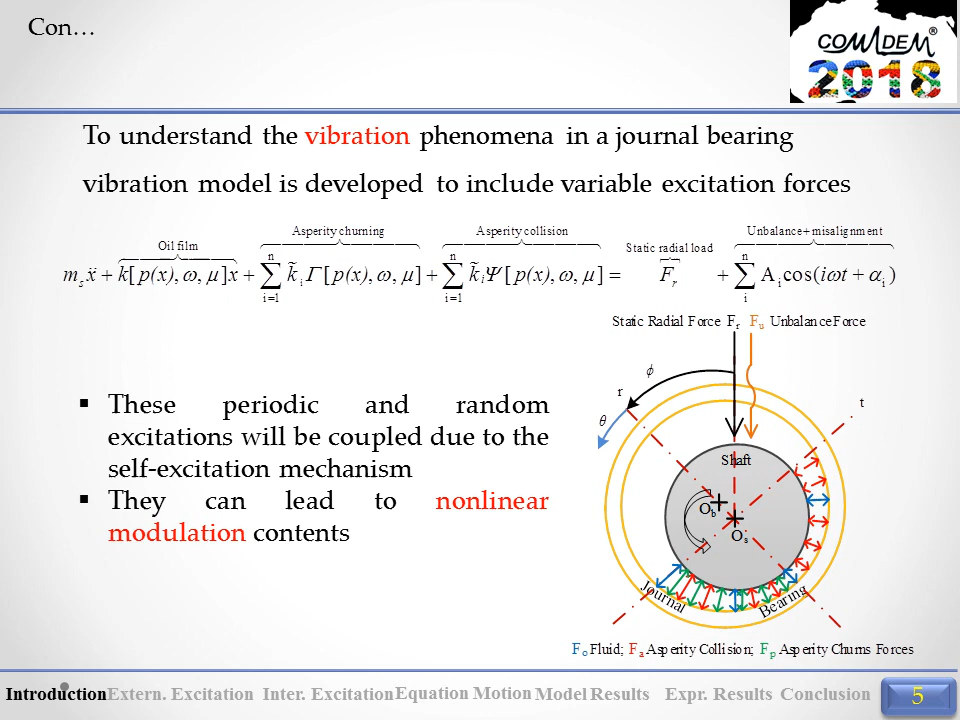 Con…
COMADEM®
2018
To understand the vibration phenomena in a journal bearing
vibration model is developed to include variable excitation forces
Oil film Asperity churning Asperity collision Static radial load Unbalance+ misalignment
m_s ẍ + k[ p(x), ω, μ ]x + ∑_{i=1}^{n} k̃_i Γ[ p(x), ω, μ ] + ∑_{i=1}^{n} k̃_i Ψ[ p(x), ω, μ ] = F_r + ∑_{i}^{n} A_i cos(iωt + α_i)
Static Radial Force F_r F_u Unbalance Force
ϕ
r
t
θ
Shaft
O_b
O_s
Journal Bearing
F_o Fluid; F_a Asperity Collision; F_p Asperity Churns Forces
▪ These periodic and random
excitations will be coupled due to the
self-excitation mechanism
▪ They can lead to nonlinear
modulation contents
Introduction Extern. Excitation Inter. Excitation Equation Motion Model Results Expr. Results Conclusion 5